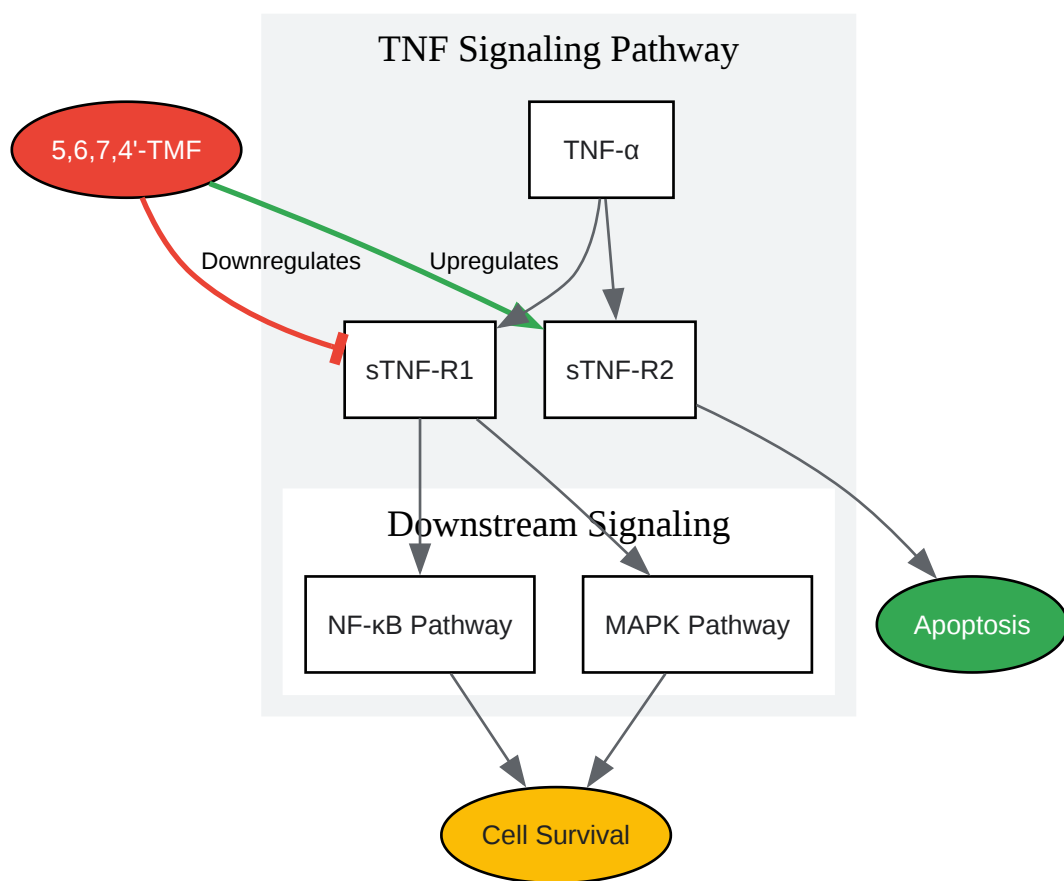 TNF Signaling Pathway
5,6,7,4'-TMF
TNF-α
Downregulates
Upregulates
sTNF-R1
sTNF-R2
Downstream Signaling
NF-κB Pathway
MAPK Pathway
Apoptosis
Cell Survival